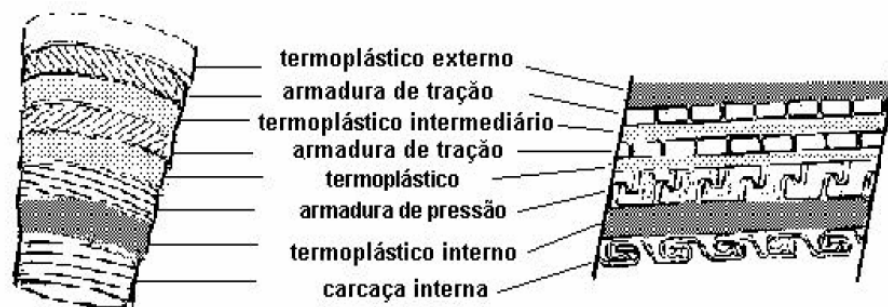 termoplástico externo
armadura de tração
termoplástico intermediário
armadura de tração
termoplástico
armadura de pressão
termoplástico interno
carcaça interna